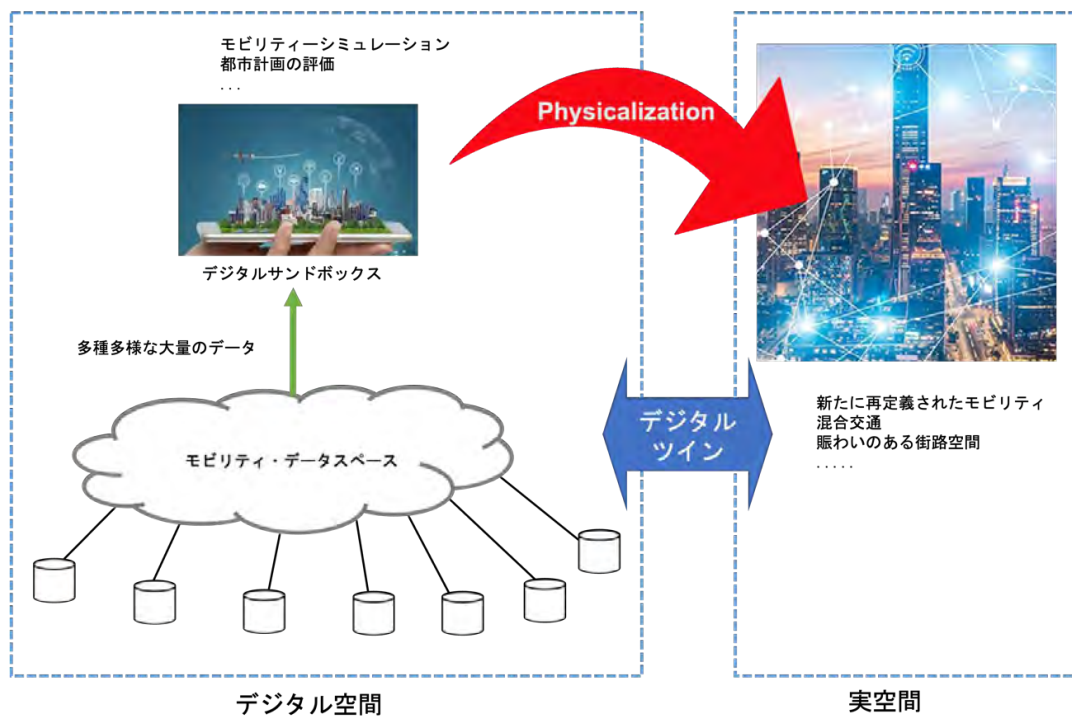 モビリティーシミュレーション
都市計画の評価
. . .
Physicalization
デジタルサンドボックス
多種多様な大量のデータ
モビリティ・データスペース
デジタル
ツイン
新たに再定義されたモビリティ
混合交通
賑わいのある街路空間
. . . . .
デジタル空間
実空間